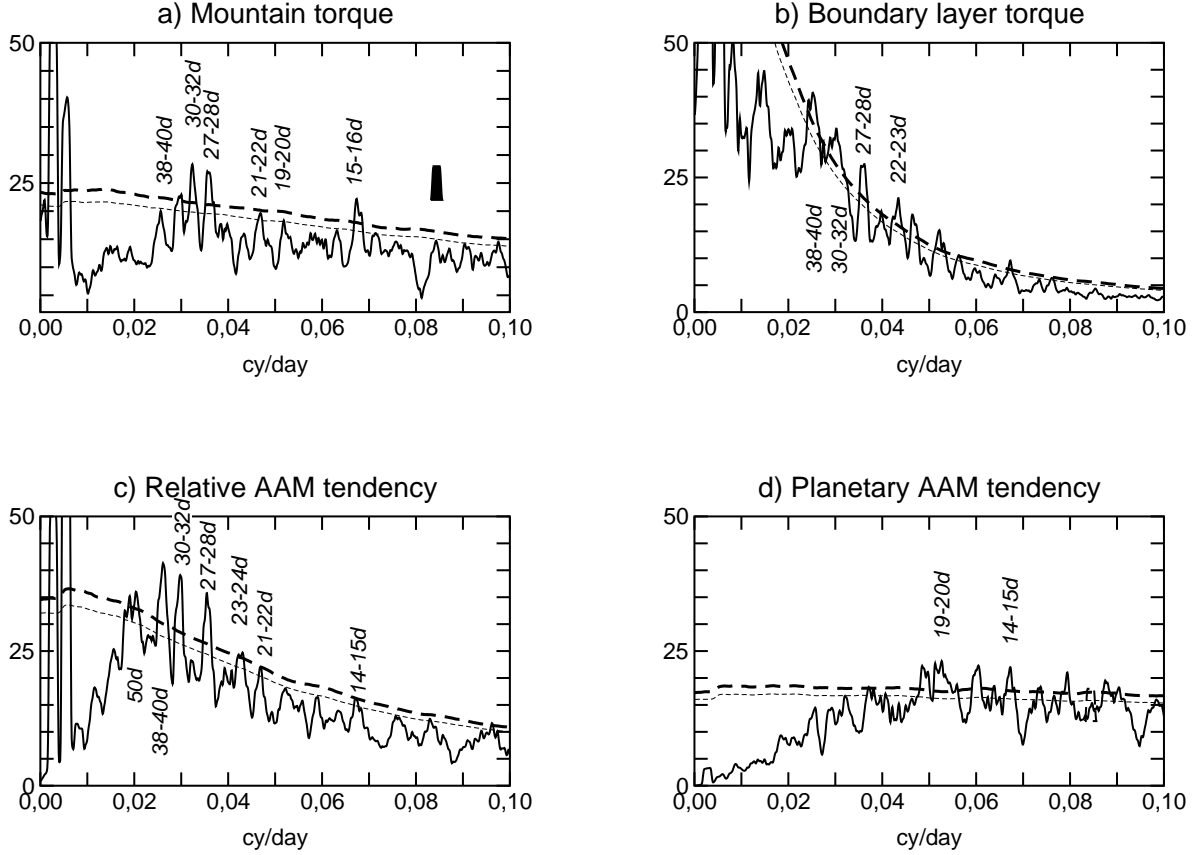 a) Mountain torque
50
25
0,00
0,02
0,04
0,06
0,08
0,10
cy/day
38-40d
30-32d
27-28d
21-22d
19-20d
15-16d
b) Boundary layer torque
50
25
0
0,00
0,02
0,04
0,06
0,08
0,10
cy/day
38-40d
30-32d
27-28d
22-23d
c) Relative AAM tendency
50
25
0
0,00
0,02
0,04
0,06
0,08
0,10
cy/day
50d
38-40d
30-32d
27-28d
23-24d
21-22d
14-15d
d) Planetary AAM tendency
50
25
0
0,00
0,02
0,04
0,06
0,08
0,10
cy/day
19-20d
14-15d